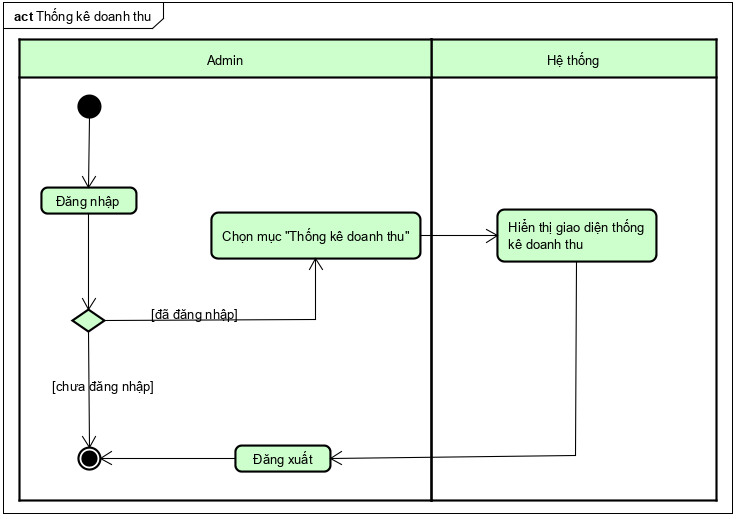 act Thống kê doanh thu
Admin
Hệ thống
Đăng nhập
Chọn mục "Thống kê doanh thu"
Hiển thị giao diện thống
kê doanh thu
[đã đăng nhập]
[chưa đăng nhập]
Đăng xuất